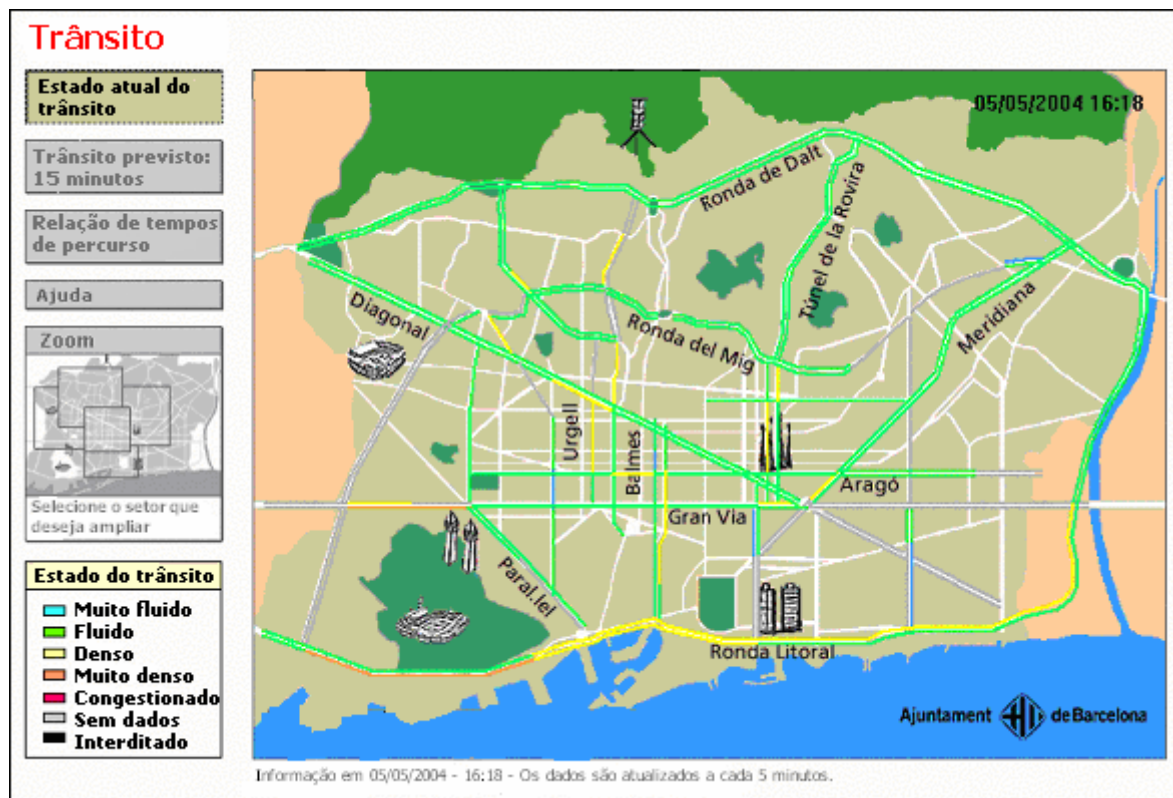 Trânsito
Estado atual do
trânsito
Trânsito previsto:
15 minutos
Relação de tempos
de percurso
Ajuda
Zoom
Selecione o setor que
deseja ampliar
Estado do trânsito
Muito fluido
Fluido
Denso
Muito denso
Congestionado
Sem dados
Interditado
05/05/2004 16:18
Ronda de Dalt
Túnel de la Rovira
Diagonal
Ronda del Mig
Meridiana
Urgell
Balmes
Aragó
Gran Via
Paral.lel
Ronda Litoral
Ajuntament de Barcelona
Informação em 05/05/2004 - 16:18 - Os dados são atualizados a cada 5 minutos.